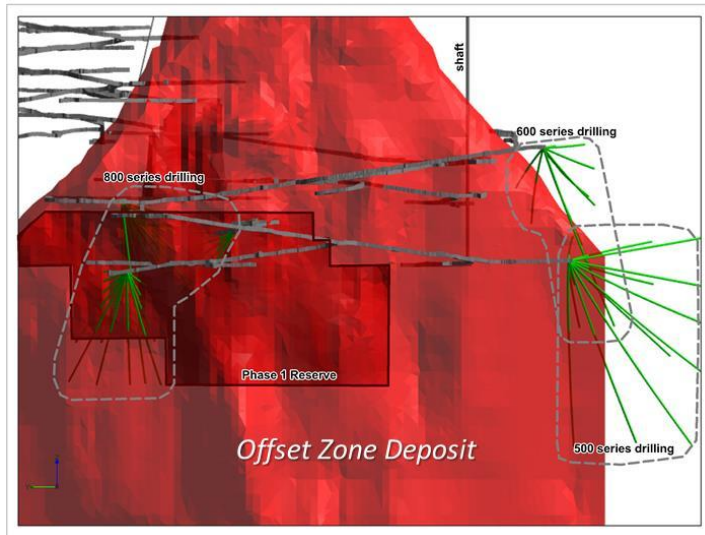 shaft
600 series drilling
800 series drilling
Phase 1 Reserve
Offset Zone Deposit
500 series drilling